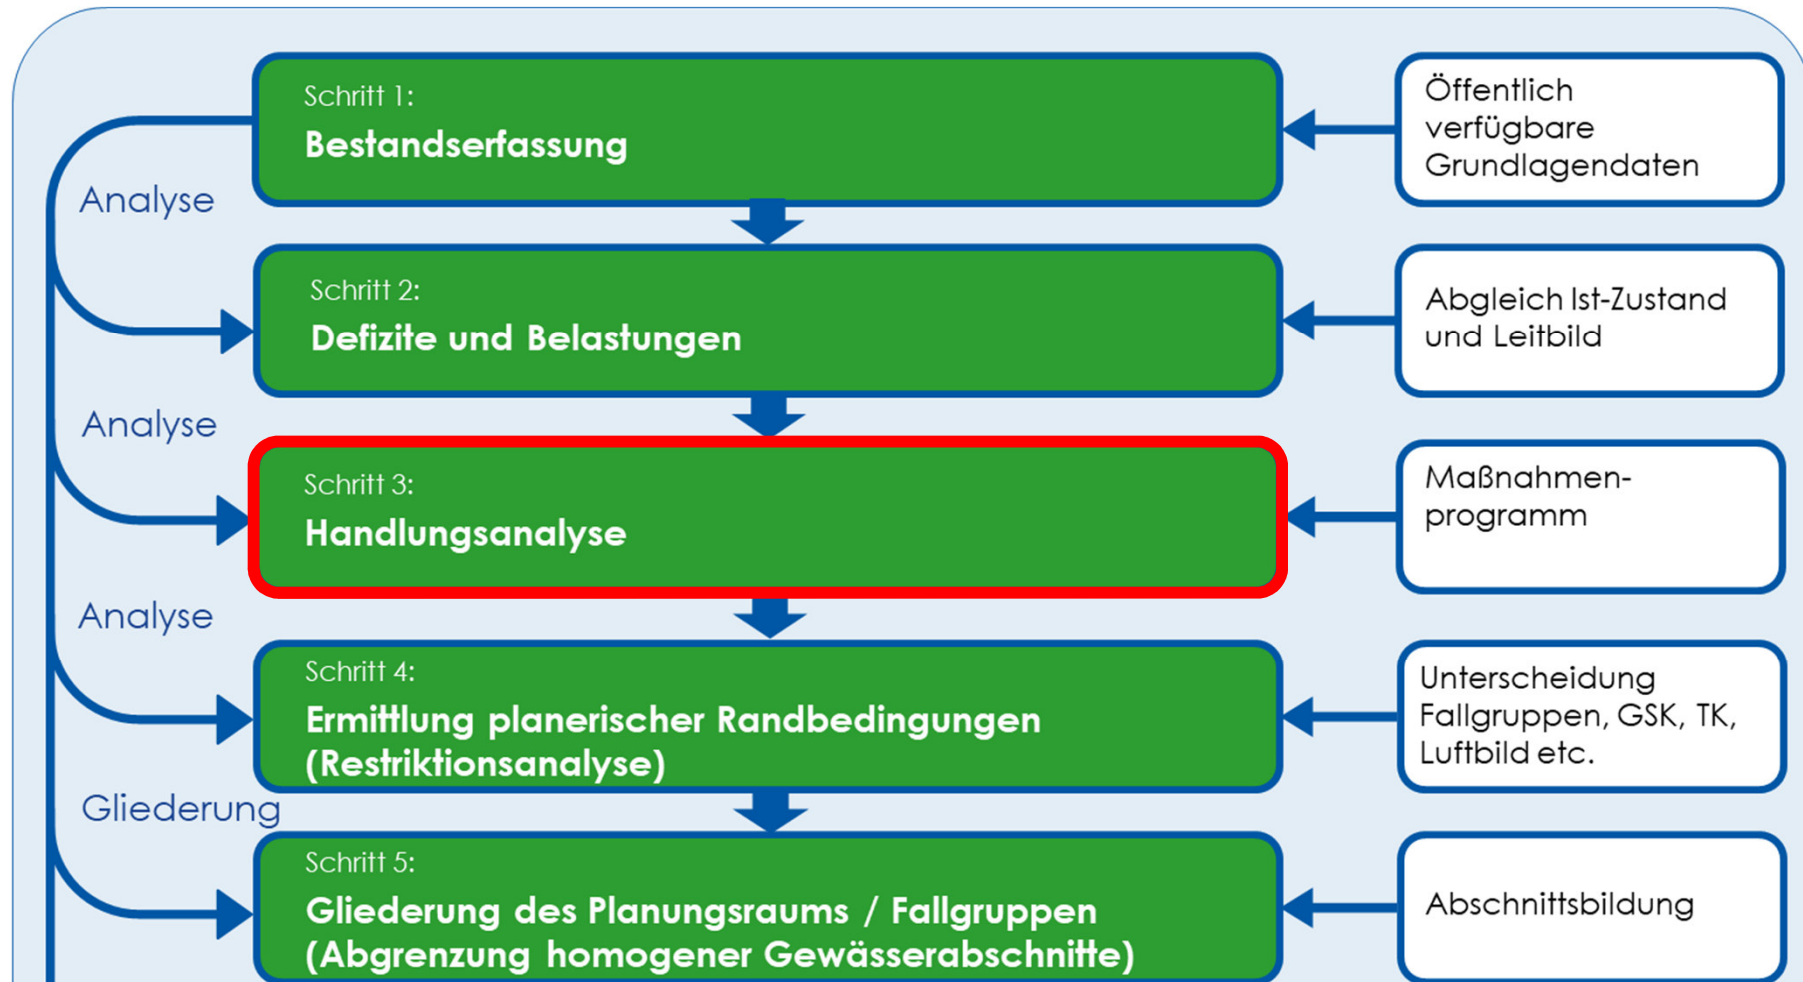 Schritt 1:
Bestandserfassung
Öffentlich
verfügbare
Grundlagendaten
Analyse
Schritt 2:
Defizite und Belastungen
Abgleich Ist-Zustand
und Leitbild
Analyse
Schritt 3:
Handlungsanalyse
Maßnahmen-
programm
Analyse
Schritt 4:
Ermittlung planerischer Randbedingungen
(Restriktionsanalyse)
Unterscheidung
Fallgruppen, GSK, TK,
Luftbild etc.
Gliederung
Schritt 5:
Gliederung des Planungsraums / Fallgruppen
(Abgrenzung homogener Gewässerabschnitte)
Abschnittsbildung